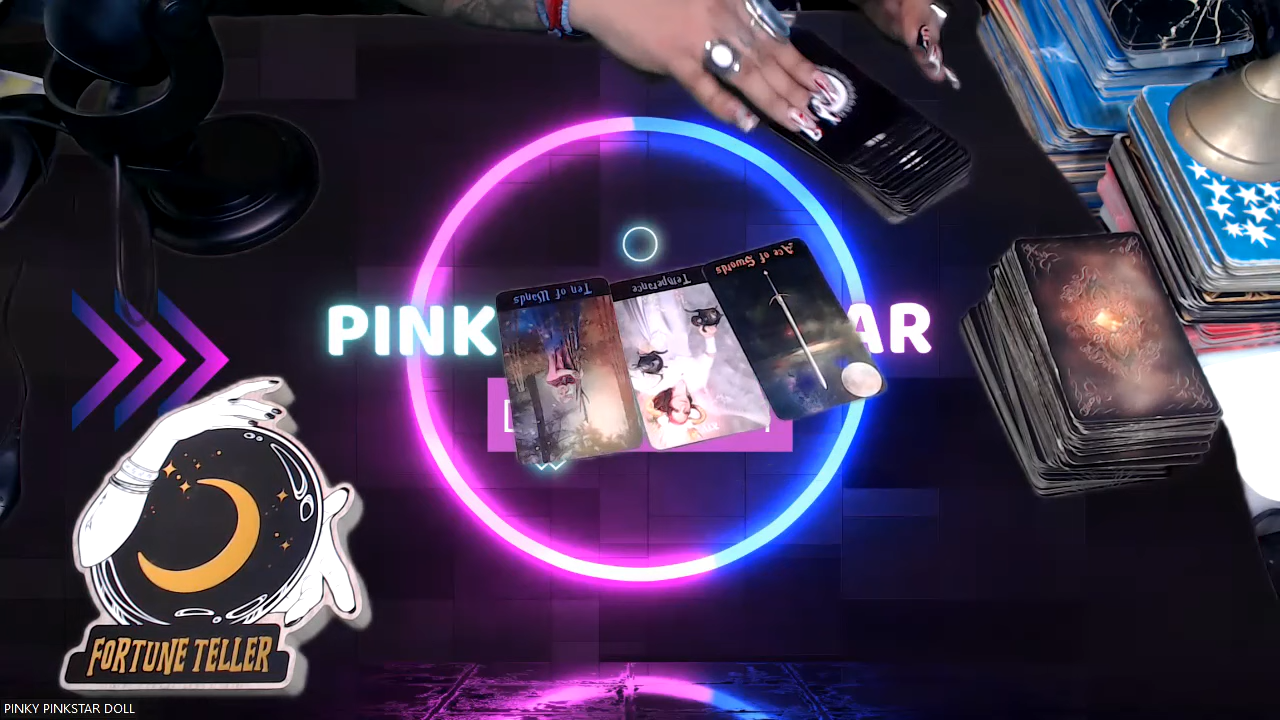 Ace of Swords
Temperance
Ten of Wands
PINK
AR
FORTUNE TELLER
PINKY PINKSTAR DOLL